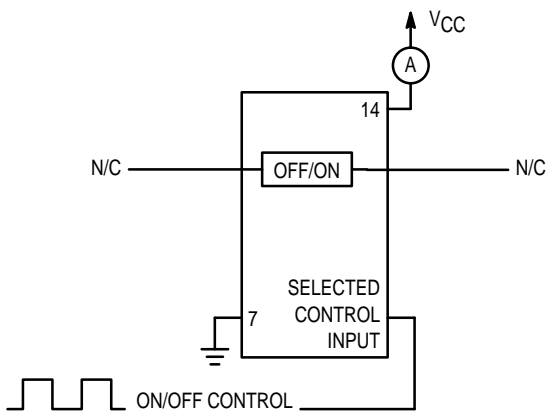 VCC
A
14
N/C
OFF/ON
N/C
SELECTED
CONTROL
INPUT
7
ON/OFF CONTROL